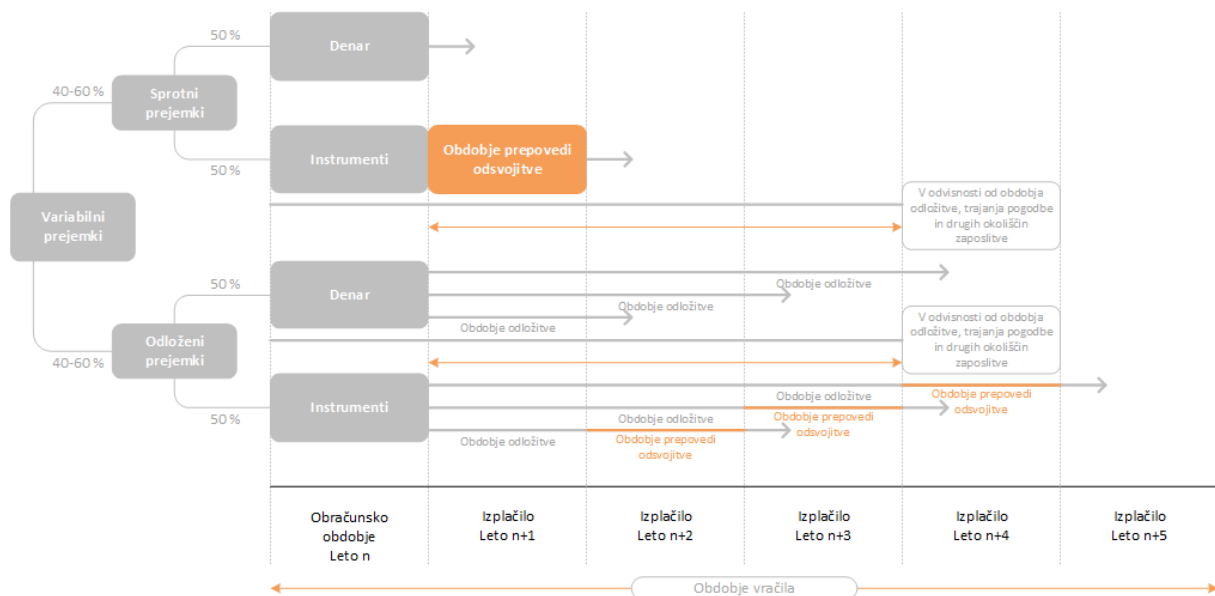 50 %
Denar
40-60 %
Sprotni
prejemki
50 %
Instrumenti
Obdobje prepovedi
odsvojitve
Variabilni
prejemki
V odvisnosti od obdobja
odložitve, trajanja pogodbe
in drugih okoliščin
zaposlitve
50 %
Denar
Obdobje odložitve
Obdobje odložitve
Obdobje odložitve
40-60 %
Odloženi
prejemki
V odvisnosti od obdobja
odložitve, trajanja pogodbe
in drugih okoliščin
zaposlitve
50 %
Instrumenti
Obdobje odložitve
Obdobje prepovedi
odsvojitve
Obdobje odložitve
Obdobje prepovedi
odsvojitve
Obdobje odložitve
Obdobje prepovedi
odsvojitve
Obračunsko
obdobje
Leto n
Izplačilo
Leto n+1
Izplačilo
Leto n+2
Izplačilo
Leto n+3
Izplačilo
Leto n+4
Izplačilo
Leto n+5
Obdobje vračila